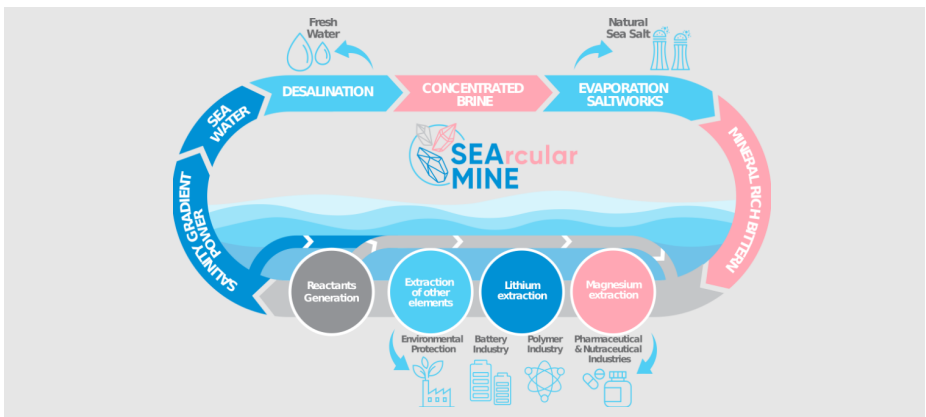 Fresh
Water
Natural
Sea Salt
DESALINATION
CONCENTRATED
BRINE
EVAPORATION
SALTWORKS
SEA
WATER
MINERAL RICH BITTERN
SEArcular
MINE
SALINITY GRADIENT
POWER
Reactants
Generation
Extraction
of other
elements
Lithium
extraction
Magnesium
extraction
Environmental
Protection
Battery
Industry
Polymer
Industry
Pharmaceutical
& Nutraceutical
Industries